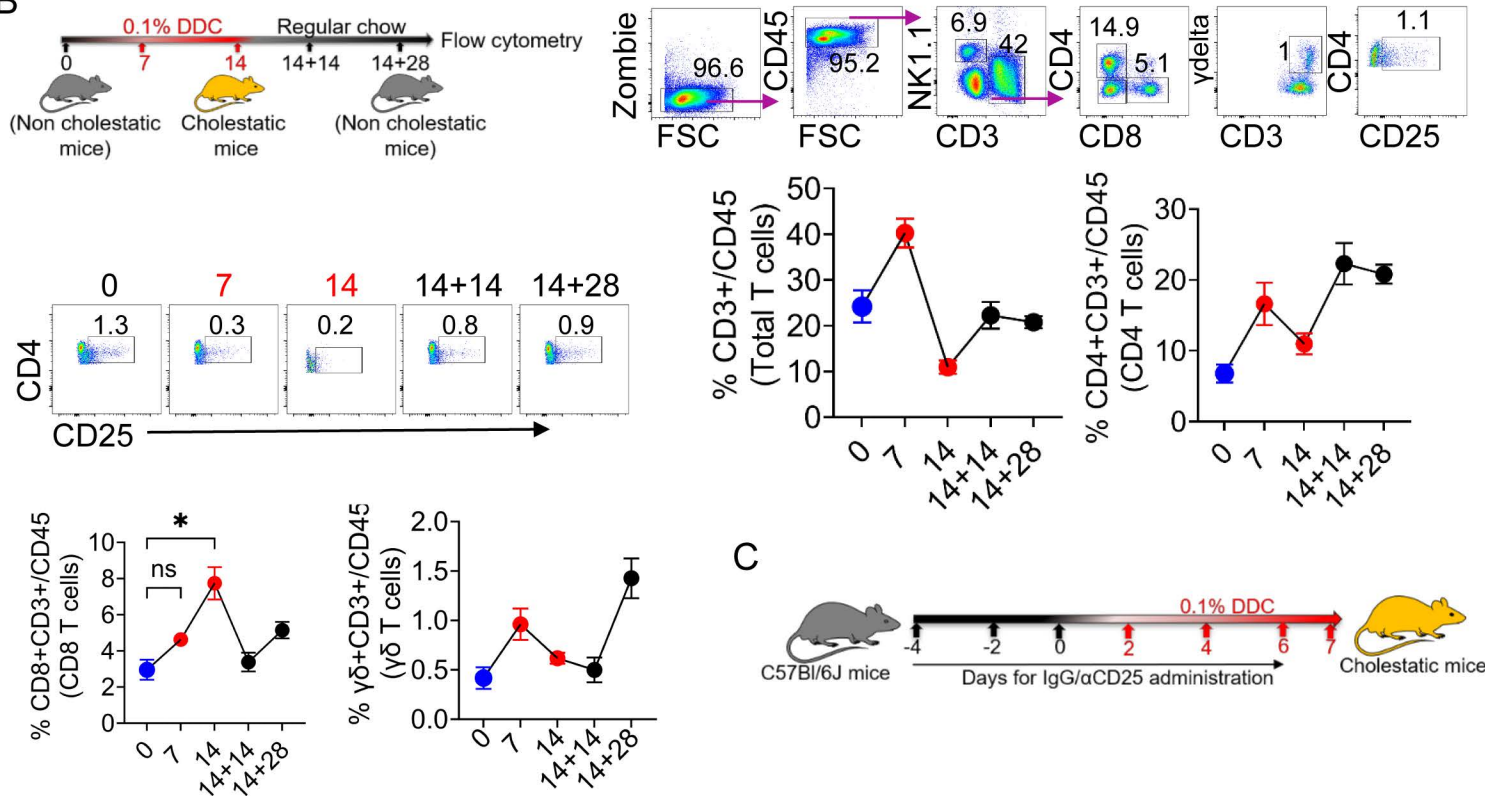 0.1% DDC
Regular chow
Flow cytometry
0
7
14
14+14
14+28
(Non cholestatic
mice)
Cholestatic
mice
(Non cholestatic
mice)
Zombie
96.6
FSC
CD45
95.2
FSC
NK1.1
6.9
42
CD3
CD4
14.9
5.1
CD8
γdelta
1
CD3
CD4
1.1
CD25
0
7
14
14+14
14+28
1.3
0.3
0.2
0.8
0.9
CD4
CD25
% CD3+/CD45
(Total T cells)
50
40
30
20
10
0
0
7
14
14+14
14+28
% CD4+CD3+/CD45
(CD4 T cells)
30
20
10
0
0
7
14
14+14
14+28
% CD8+CD3+/CD45
(CD8 T cells)
10
8
6
4
2
0
*
ns
0
7
14
14+14
14+28
% γδ+CD3+/CD45
(γδ T cells)
2.0
1.5
1.0
0.5
0.0
0
7
14
14+14
14+28
C
0.1% DDC
-4
-2
0
2
4
6
7
C57Bl/6J mice
Days for IgG/αCD25 administration
Cholestatic mice